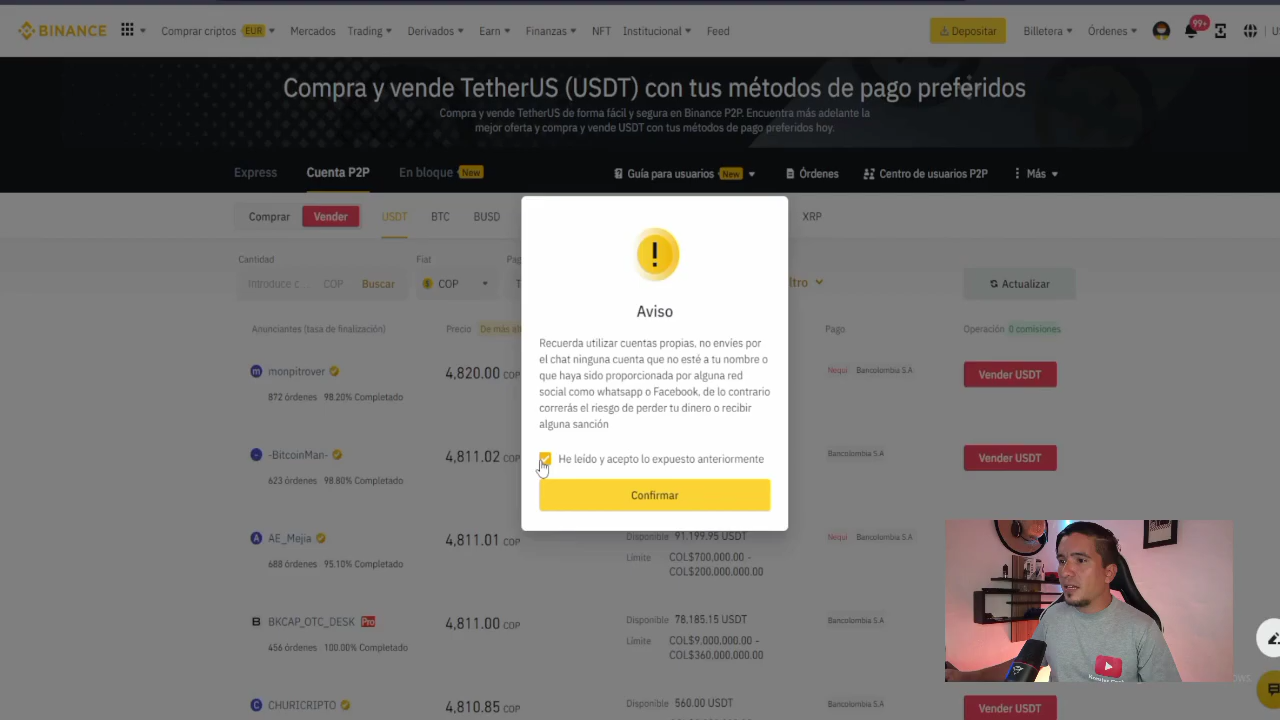 BINANCE
Comprar criptos EUR Mercados Trading Derivados Earn Finanzas NFT Institucional Feed Depositar Billetera Órdenes 99+
Compra y vende TetherUS (USDT) con tus métodos de pago preferidos
Compra y vende TetherUS de forma fácil y segura en Binance P2P. Encuentra más adelante la
mejor oferta y compra y vende USDT con tus métodos de pago preferidos hoy.
Express Cuenta P2P En bloque New Guía para usuarios New Órdenes Centro de usuarios P2P Más
Comprar Vender USDT BTC BUSD XRP
Cantidad Fiat
Introduce c ... COP Buscar COP Actualizar
Anunciantes (tasa de finalización) Precio Pago Operación 0 comisiones
monpitrover 4,820.00 COP Nequi Bancolombia S.A Vender USDT
872 órdenes 98.20% Completado
-BitcoinMan- 4,811.02 COP Bancolombia S.A Vender USDT
623 órdenes 98.80% Completado
AE_Mejia 4,811.01 COP Disponible 91,199.95 USDT Nequi Bancolombia S.A
688 órdenes 95.10% Completado Límite COL$700,000.00 -
COL$200,000,000.00
BKCAP_OTC_DESK Pro 4,811.00 COP Disponible 78,185.15 USDT Bancolombia S.A
456 órdenes 100.00% Completado Límite COL$9,000,000.00 -
COL$360,000,000.00
CHURICRIPTO 4,810.85 COP Disponible 560.00 USDT Bancolombia S.A Vender USDT
Aviso
Recuerda utilizar cuentas propias, no envíes por
el chat ninguna cuenta que no esté a tu nombre o
que haya sido proporcionada por alguna red
social como whatsapp o Facebook, de lo contrario
correrás el riesgo de perder tu dinero o recibir
alguna sanción
He leído y acepto lo expuesto anteriormente
Confirmar